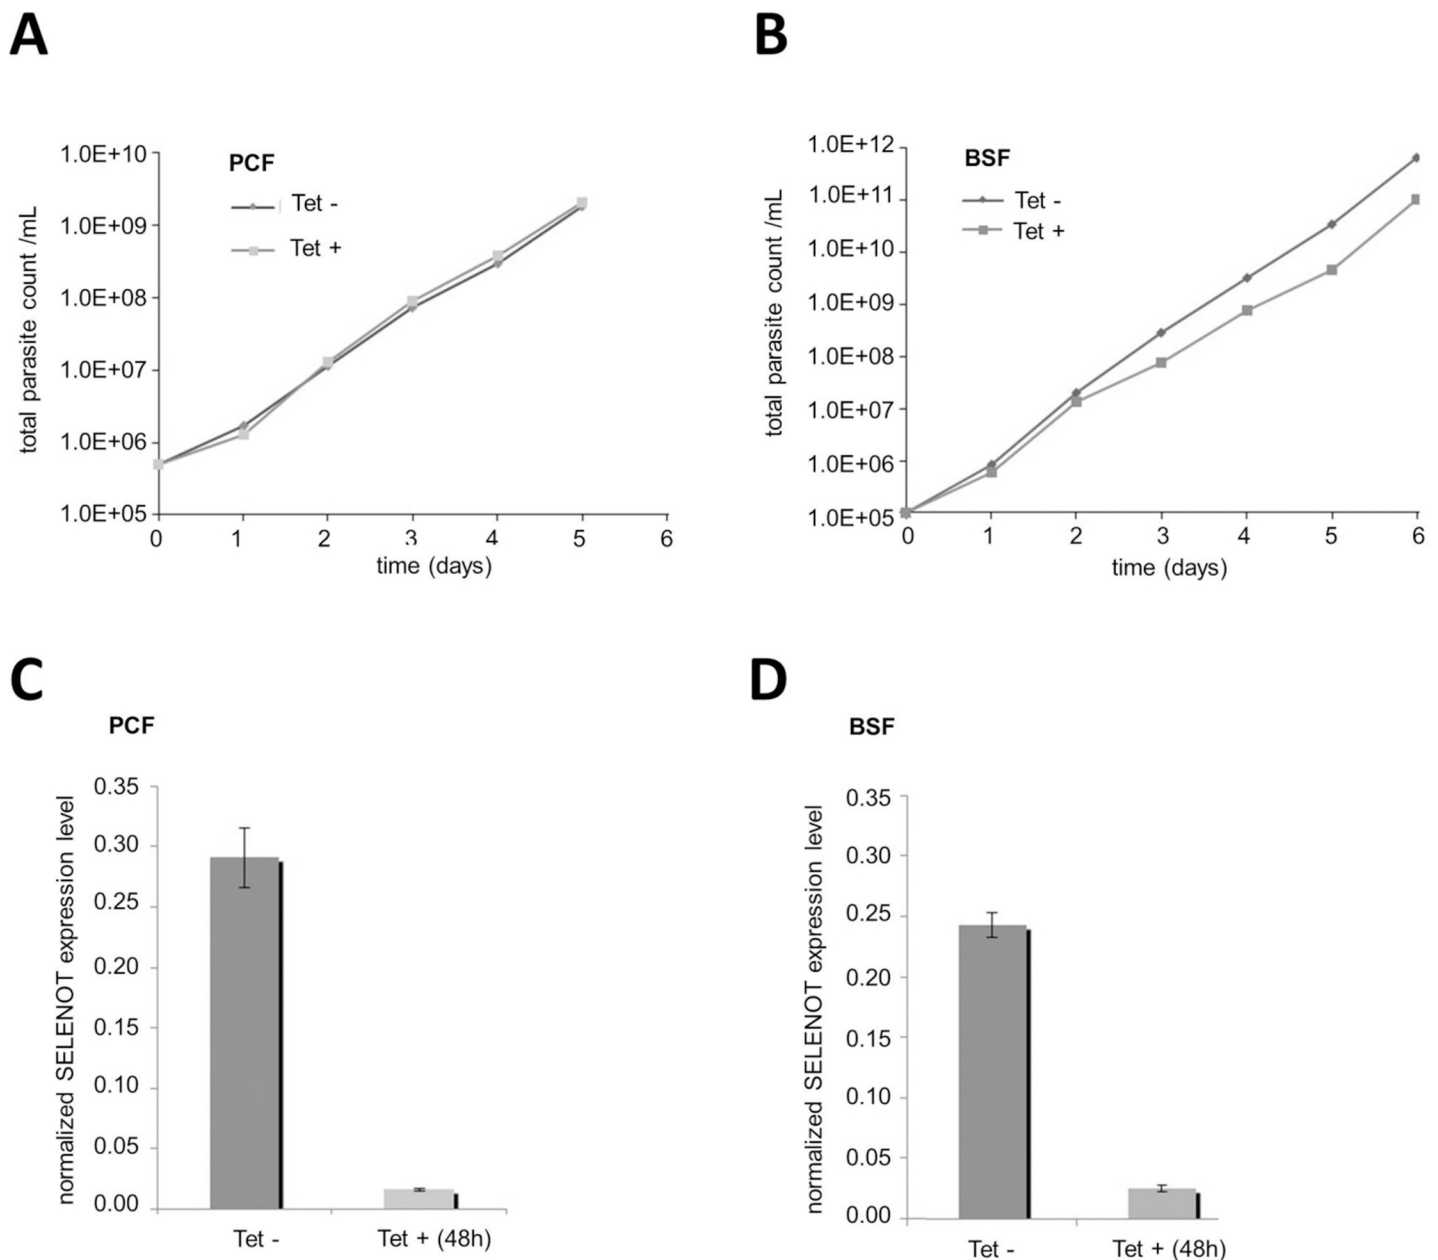 A
PCF
Tet -
Tet +
total parasite count /mL
1.0E+10
1.0E+09
1.0E+08
1.0E+07
1.0E+06
1.0E+05
0 1 2 3 4 5 6
time (days)
B
BSF
Tet -
Tet +
total parasite count /mL
1.0E+12
1.0E+11
1.0E+10
1.0E+09
1.0E+08
1.0E+07
1.0E+06
1.0E+05
0 1 2 3 4 5 6
time (days)
C
PCF
normalized SELENOT expression level
0.35
0.30
0.25
0.20
0.15
0.10
0.05
0.00
Tet - Tet + (48h)
D
BSF
normalized SELENOT expression level
0.35
0.30
0.25
0.20
0.15
0.10
0.05
0.00
Tet - Tet + (48h)